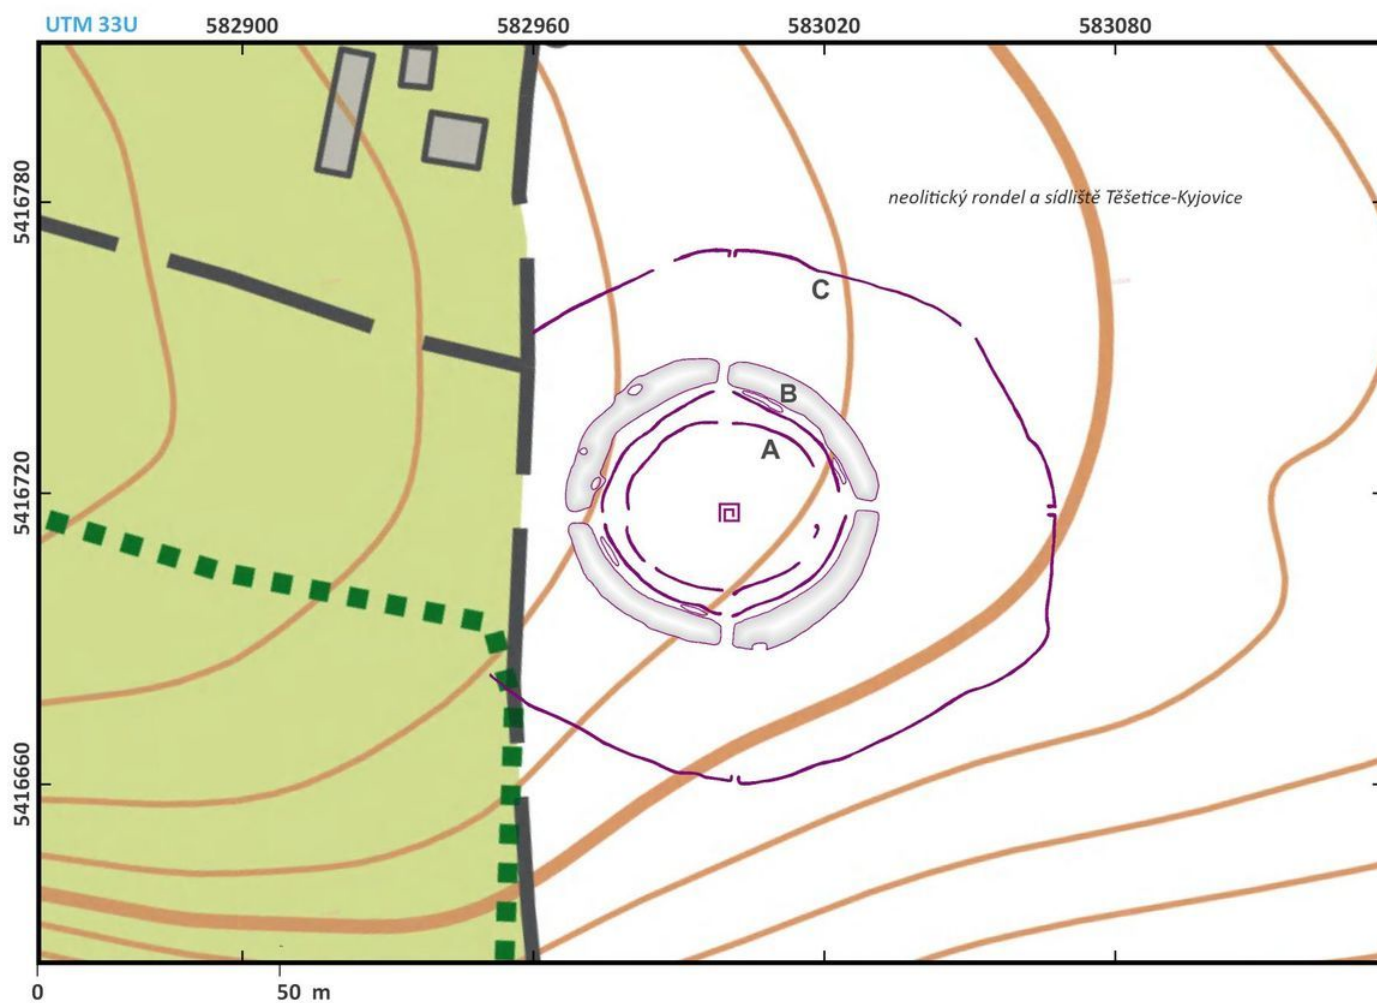 UTM 33U 582900 582960 583020 583080
5416780
neolitický rondel a sídliště Těšetice-Kyjovice
C
B
A
5416720
5416660
0 50 m